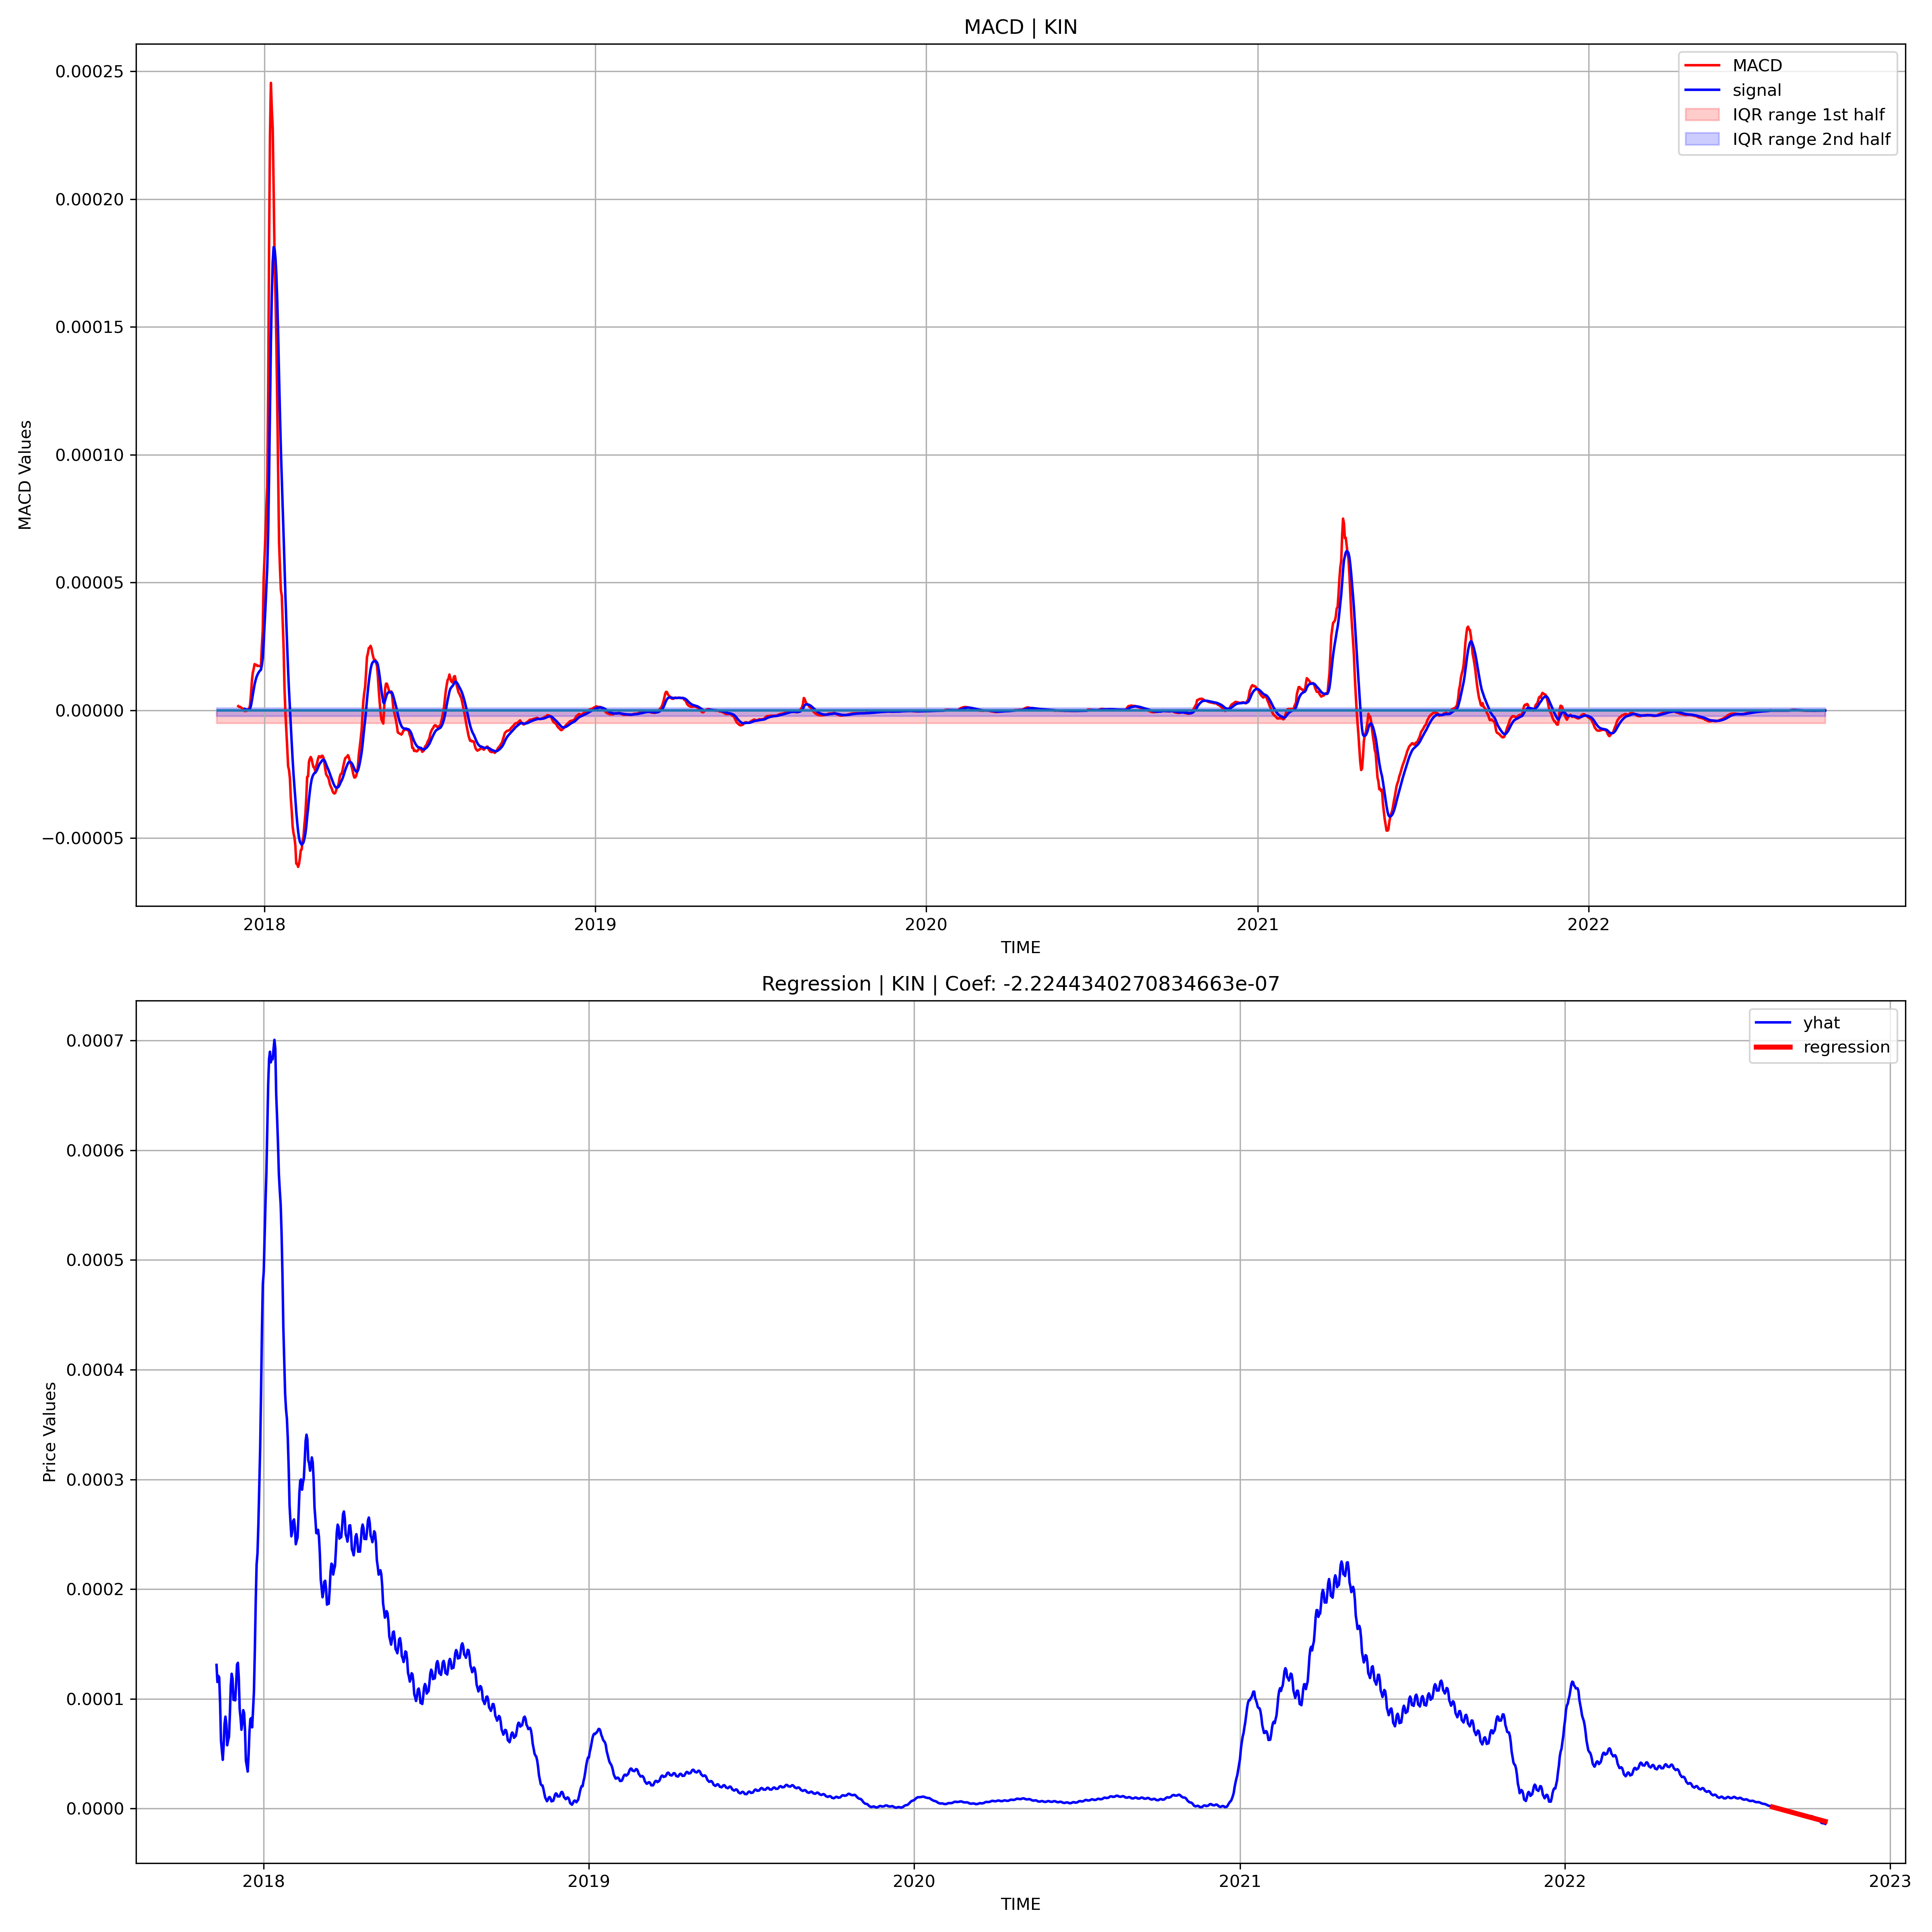 MACD | KIN
0.00025
0.00020
0.00015
0.00010
0.00005
0.00000
−0.00005
MACD Values
MACD
signal
IQR range 1st half
IQR range 2nd half
2018 2019 2020 2021 2022
TIME
Regression | KIN | Coef: -2.2244340270834663e-07
0.0007
0.0006
0.0005
0.0004
0.0003
0.0002
0.0001
0.0000
Price Values
yhat
regression
2018 2019 2020 2021 2022 2023
TIME